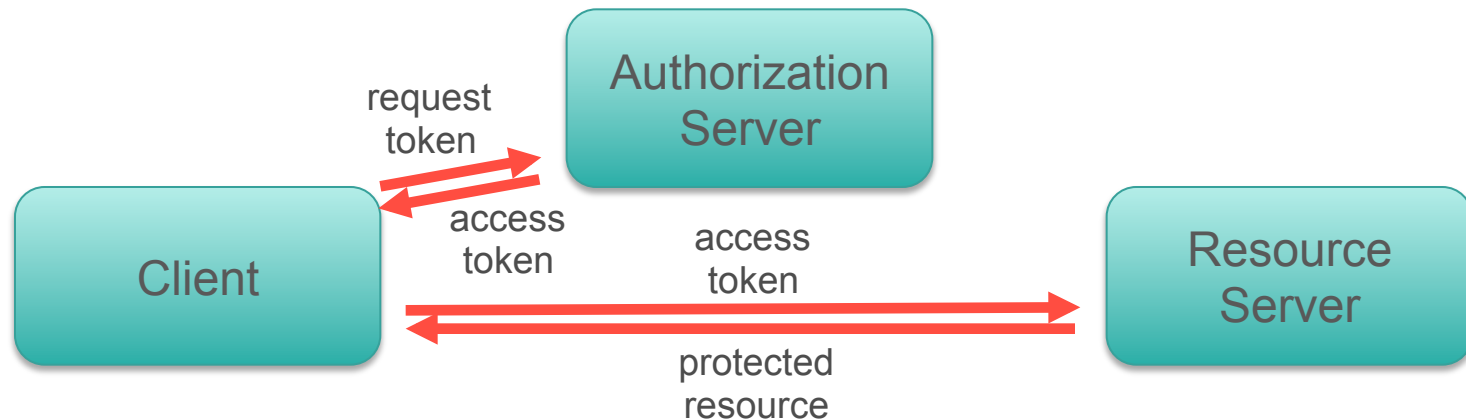 Authorization
Server
request
token
access
token
Client
access
token
Resource
Server
protected
resource